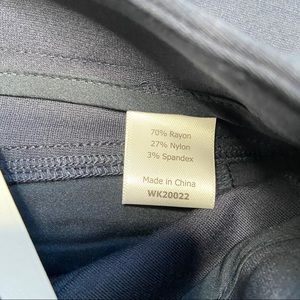 70% Rayon
27% Nylon
3% Spandex
Made in China
WK20022